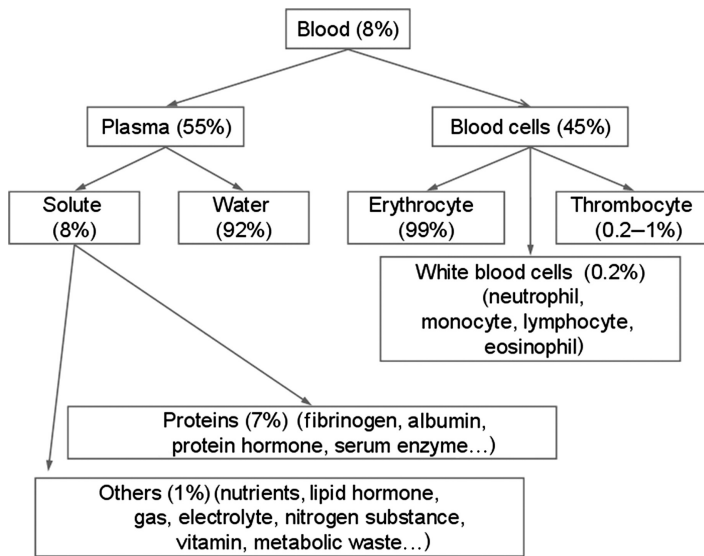 Blood (8%)
Plasma (55%)
Blood cells (45%)
Solute
(8%)
Water
(92%)
Erythrocyte
(99%)
Thrombocyte
(0.2–1%)
White blood cells (0.2%)
(neutrophil,
monocyte, lymphocyte,
eosinophil)
Proteins (7%) (fibrinogen, albumin,
protein hormone, serum enzyme…)
Others (1%) (nutrients, lipid hormone,
gas, electrolyte, nitrogen substance,
vitamin, metabolic waste…)